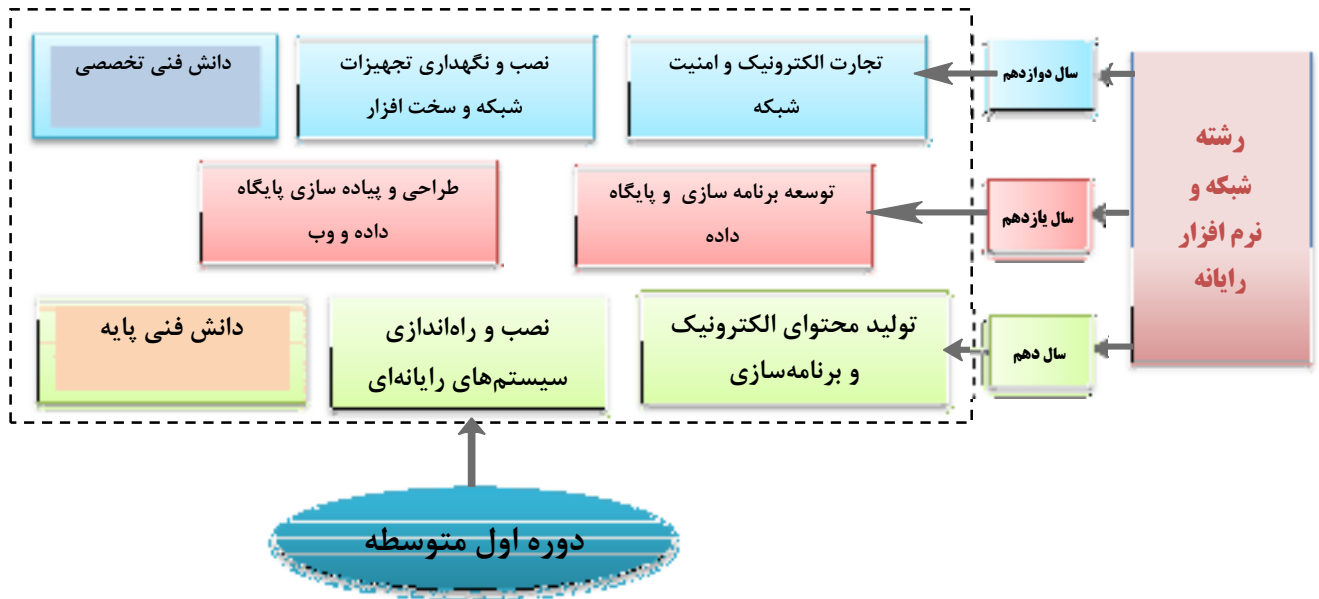 رشته
شبکه و
نرم افزار
رایانه
سال دوازدهم
تجارت الکترونیک و امنیت
شبکه
نصب و نگهداری تجهیزات
شبکه و سخت افزار
دانش فنی تخصصی
سال یازدهم
توسعه برنامه سازی و پایگاه
داده
طراحی و پیاده سازی پایگاه
داده و وب
سال دهم
تولید محتوای الکترونیک
و برنامه‌سازی
نصب و راه‌اندازی
سیستم‌های رایانه‌ای
دانش فنی پایه
دوره اول متوسطه